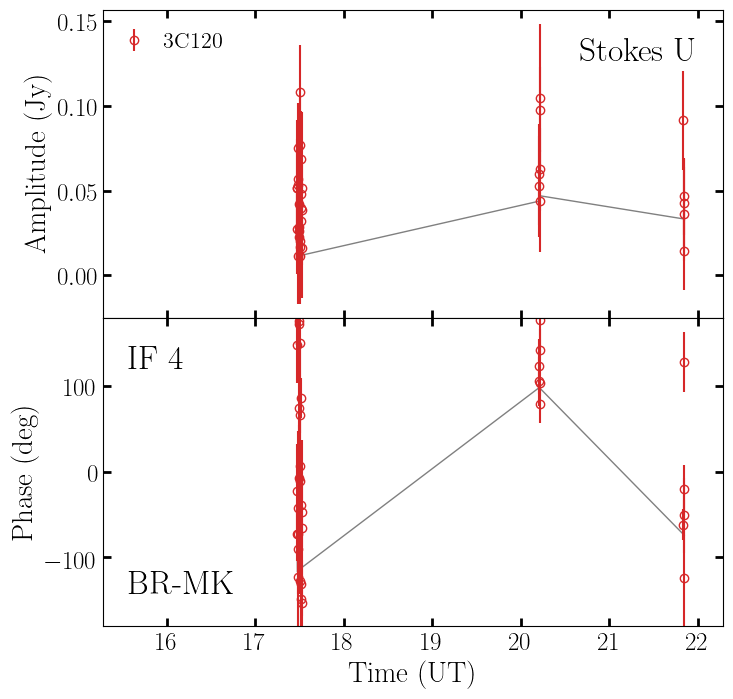 0.15
3C120
Stokes U
0.10
0.05
0.00
Amplitude (Jy)
IF 4
100
0
−100
Phase (deg)
BR-MK
16 17 18 19 20 21 22
Time (UT)